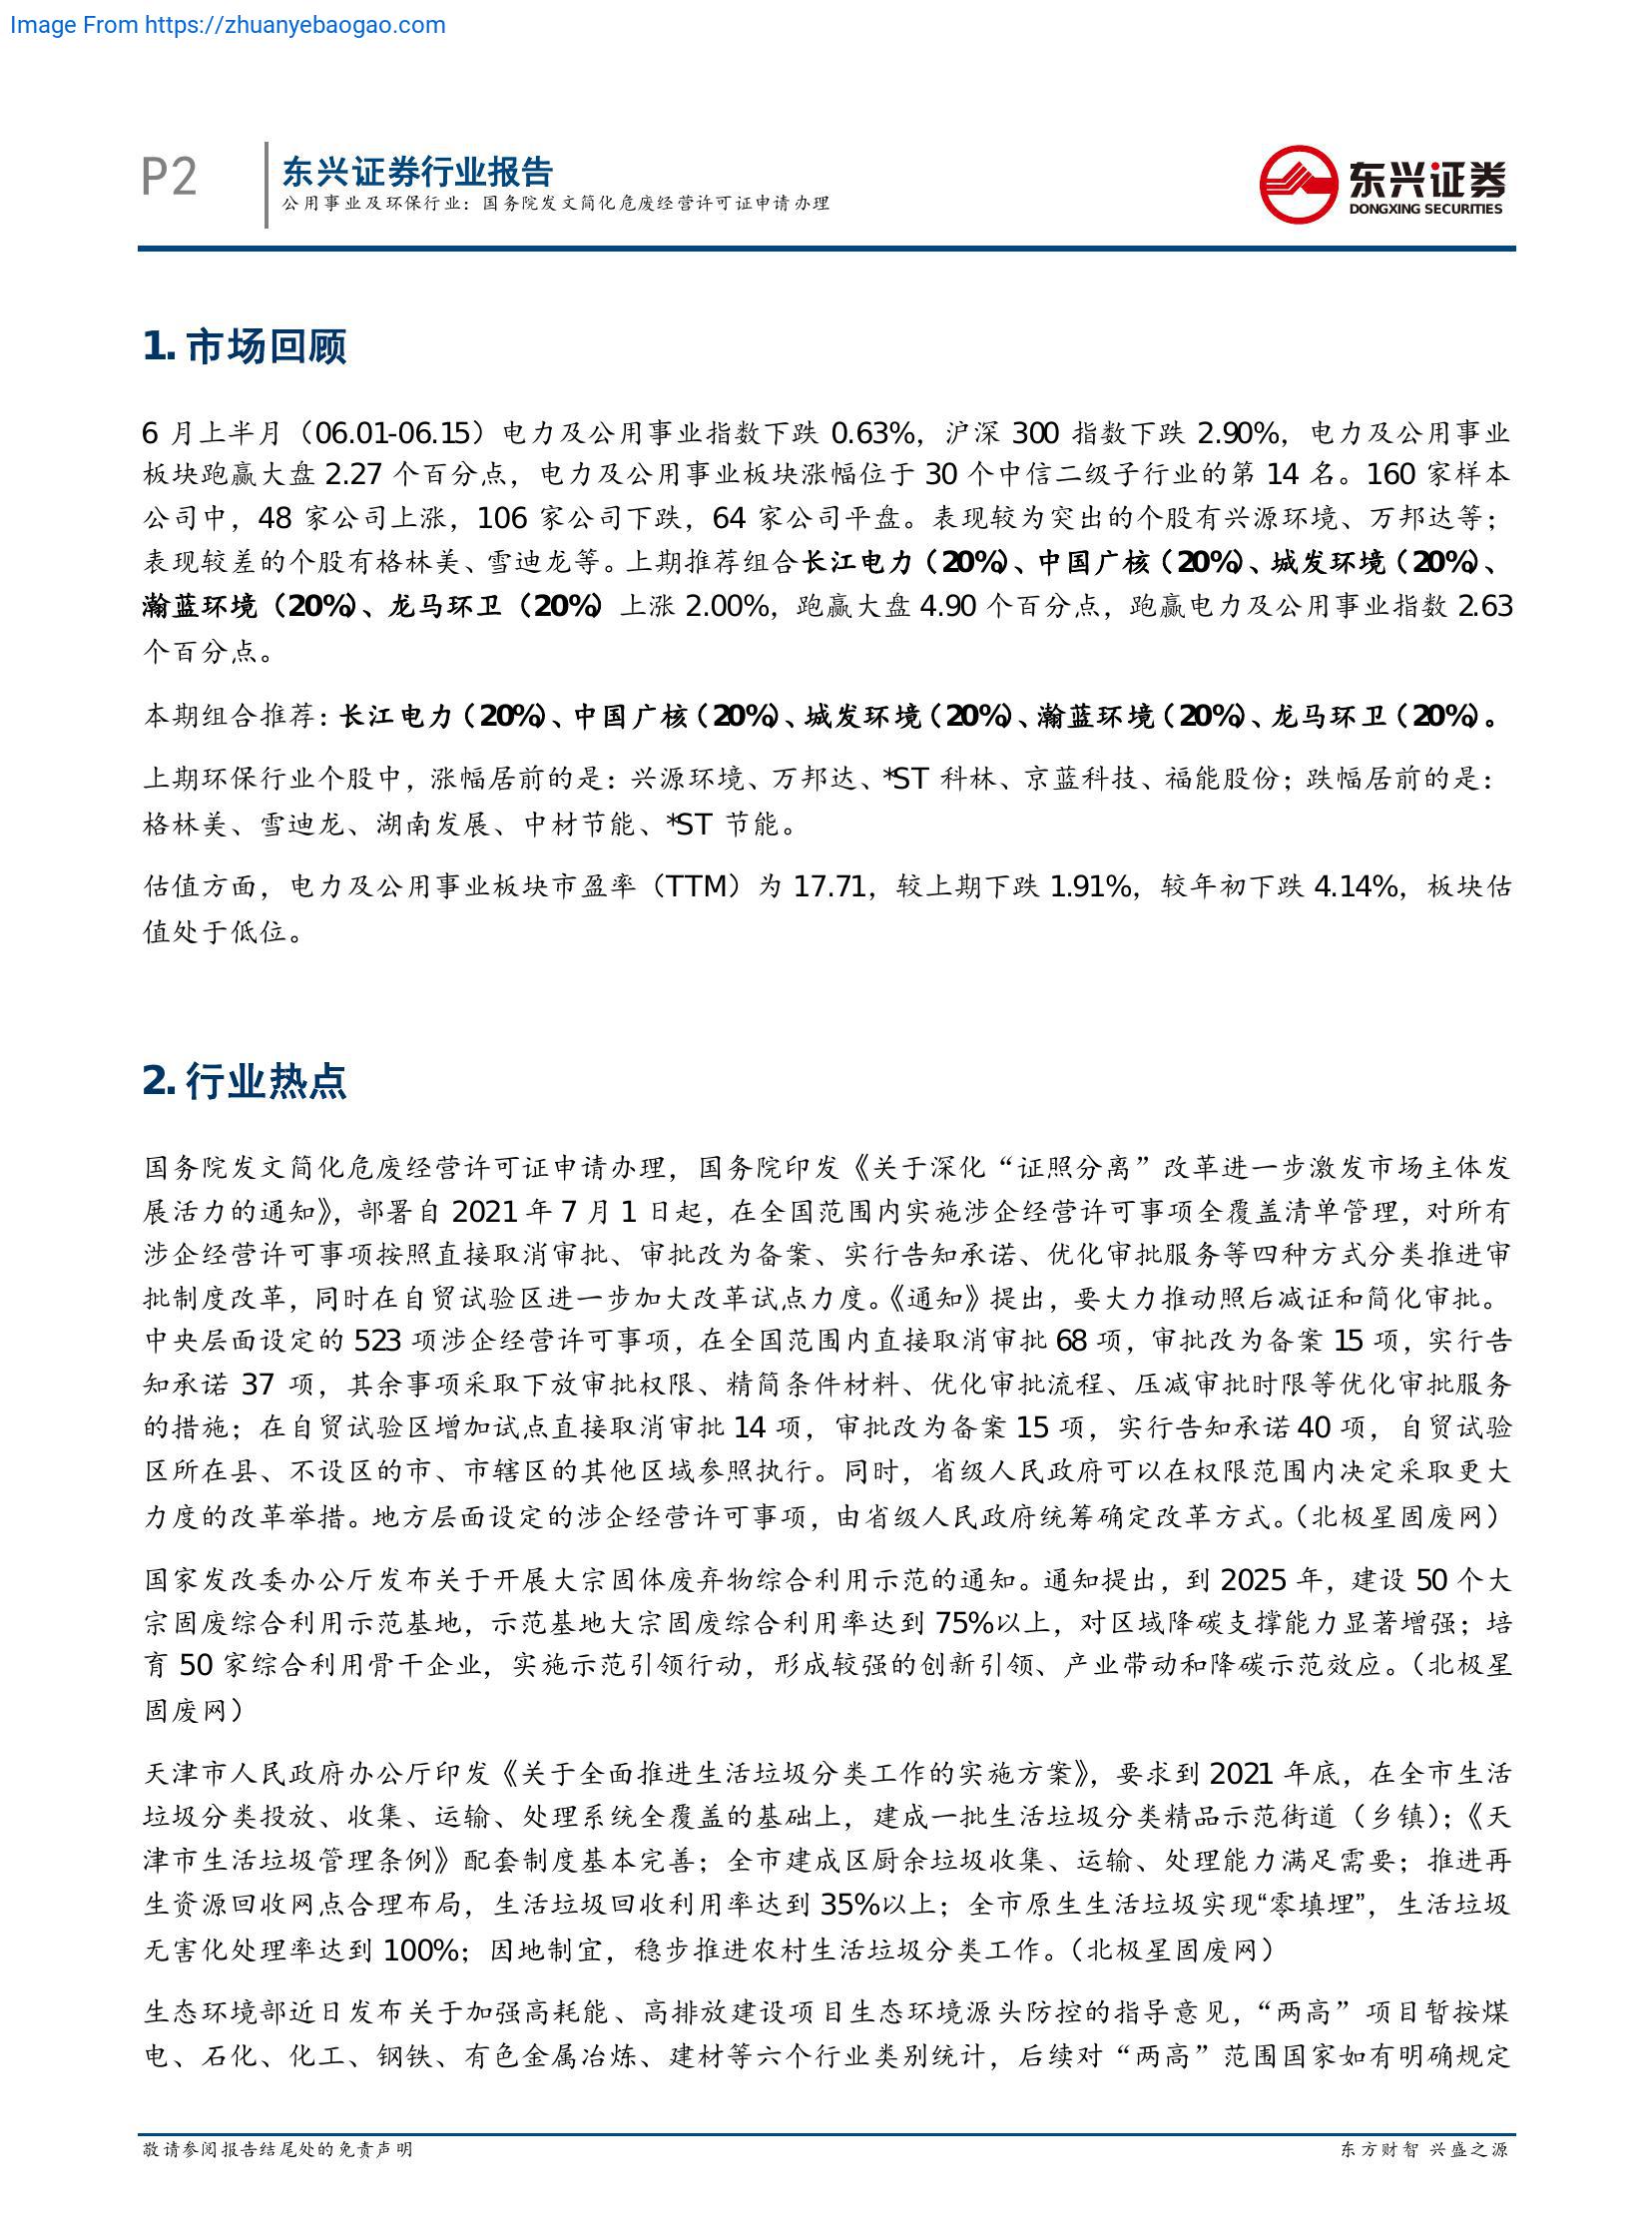 Image From https://zhuanyebaogao.com
P2
东兴证券行业报告
公用事业及环保行业：国务院发文简化危废经营许可证申请办理
东兴证券
DONGXING SECURITIES
1. 市场回顾
6 月上半月（06.01-06.15）电力及公用事业指数下跌 0.63%，沪深 300 指数下跌 2.90%，电力及公用事业
板块跑赢大盘 2.27 个百分点，电力及公用事业板块涨幅位于 30 个中信二级子行业的第 14 名。160 家样本
公司中，48 家公司上涨，106 家公司下跌，64 家公司平盘。表现较为突出的个股有兴源环境、万邦达等；
表现较差的个股有格林美、雪迪龙等。上期推荐组合长江电力（20%）、中国广核（20%）、城发环境（20%）、
瀚蓝环境（20%）、龙马环卫（20%）上涨 2.00%，跑赢大盘 4.90 个百分点，跑赢电力及公用事业指数 2.63
个百分点。
本期组合推荐：长江电力（20%）、中国广核（20%）、城发环境（20%）、瀚蓝环境（20%）、龙马环卫（20%）。
上期环保行业个股中，涨幅居前的是：兴源环境、万邦达、*ST 科林、京蓝科技、福能股份；跌幅居前的是：
格林美、雪迪龙、湖南发展、中材节能、*ST 节能。
估值方面，电力及公用事业板块市盈率（TTM）为 17.71，较上期下跌 1.91%，较年初下跌 4.14%，板块估
值处于低位。
2. 行业热点
国务院发文简化危废经营许可证申请办理，国务院印发《关于深化“证照分离”改革进一步激发市场主体发
展活力的通知》，部署自 2021 年 7 月 1 日起，在全国范围内实施涉企经营许可事项全覆盖清单管理，对所有
涉企经营许可事项按照直接取消审批、审批改为备案、实行告知承诺、优化审批服务等四种方式分类推进审
批制度改革，同时在自贸试验区进一步加大改革试点力度。《通知》提出，要大力推动照后减证和简化审批。
中央层面设定的 523 项涉企经营许可事项，在全国范围内直接取消审批 68 项，审批改为备案 15 项，实行告
知承诺 37 项，其余事项采取下放审批权限、精简条件材料、优化审批流程、压减审批时限等优化审批服务
的措施；在自贸试验区增加试点直接取消审批 14 项，审批改为备案 15 项，实行告知承诺 40 项，自贸试验
区所在县、不设区的市、市辖区的其他区域参照执行。同时，省级人民政府可以在权限范围内决定采取更大
力度的改革举措。地方层面设定的涉企经营许可事项，由省级人民政府统筹确定改革方式。（北极星固废网）
国家发改委办公厅发布关于开展大宗固体废弃物综合利用示范的通知。通知提出，到 2025 年，建设 50 个大
宗固废综合利用示范基地，示范基地大宗固废综合利用率达到 75%以上，对区域降碳支撑能力显著增强；培
育 50 家综合利用骨干企业，实施示范引领行动，形成较强的创新引领、产业带动和降碳示范效应。（北极星
固废网）
天津市人民政府办公厅印发《关于全面推进生活垃圾分类工作的实施方案》，要求到 2021 年底，在全市生活
垃圾分类投放、收集、运输、处理系统全覆盖的基础上，建成一批生活垃圾分类精品示范街道（乡镇）；《天
津市生活垃圾管理条例》配套制度基本完善；全市建成区厨余垃圾收集、运输、处理能力满足需要；推进再
生资源回收网点合理布局，生活垃圾回收利用率达到 35%以上；全市原生生活垃圾实现“零填埋”，生活垃圾
无害化处理率达到 100%；因地制宜，稳步推进农村生活垃圾分类工作。（北极星固废网）
生态环境部近日发布关于加强高耗能、高排放建设项目生态环境源头防控的指导意见，“两高”项目暂按煤
电、石化、化工、钢铁、有色金属冶炼、建材等六个行业类别统计，后续对“两高”范围国家如有明确规定
敬请参阅报告结尾处的免责声明
东方财智 兴盛之源